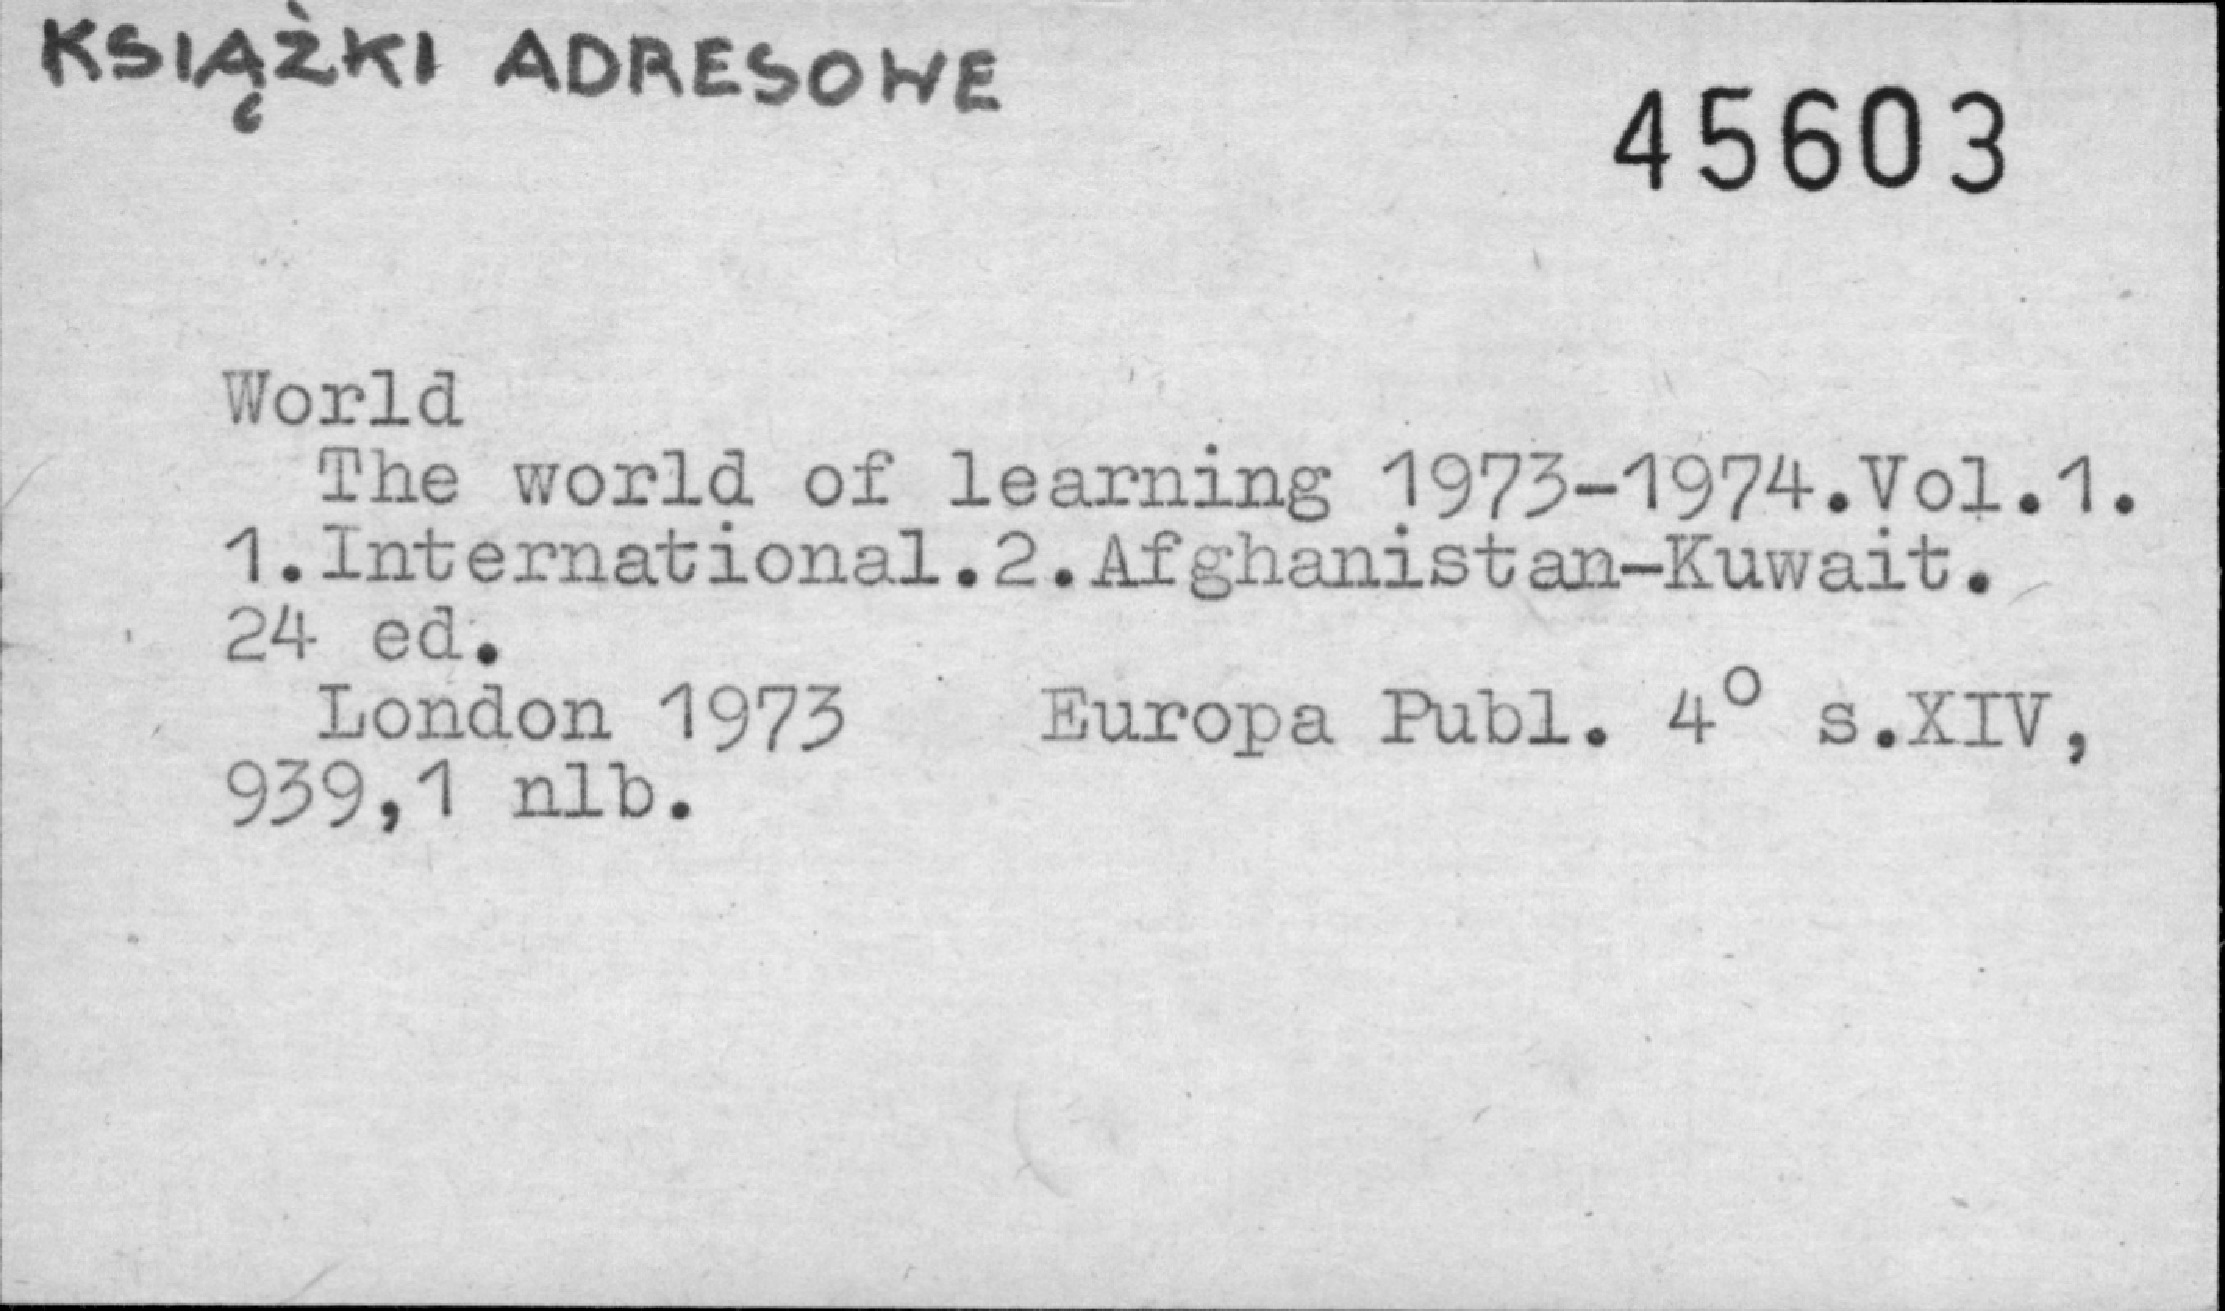 KSIĄŻKI ADRESOWE
45603
World
The world of learning 1973-1974.Vol.1.
1.International.2.Afghanistan-Kuwait.
24 ed.
London 1973 Europa Publ. 4° s.XIV,
939,1 nlb.